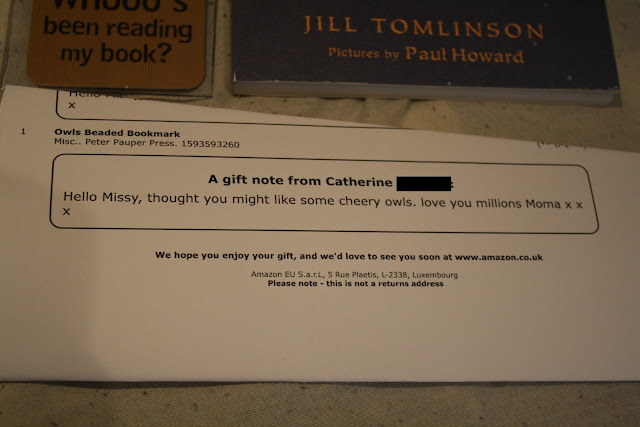 Whooo's
been reading
my book?
JILL TOMLINSON
Pictures by Paul Howard
x
1 Owls Beaded Bookmark
Misc.. Peter Pauper Press. 1593593260
A gift note from Catherine :
Hello Missy, thought you might like some cheery owls. love you millions Moma x x
x
We hope you enjoy your gift, and we'd love to see you soon at www.amazon.co.uk
Amazon EU S.a.r.L, 5 Rue Plaetis, L-2338, Luxembourg
Please note - this is not a returns address